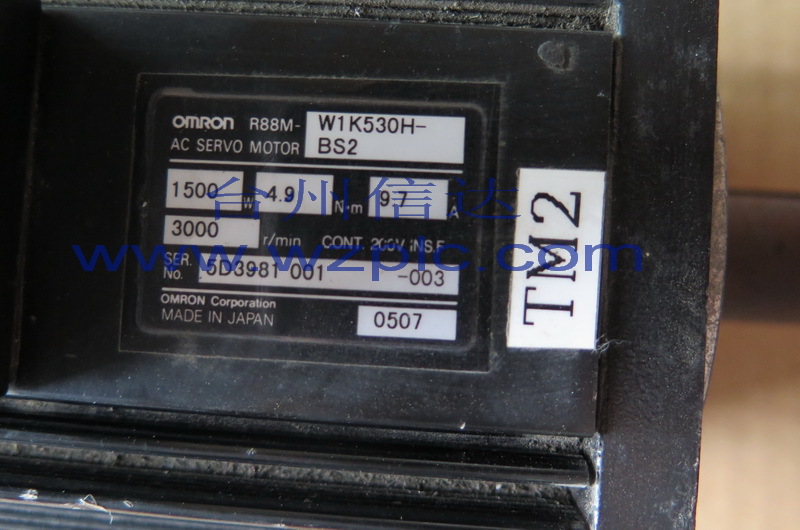 OMRON R88M- W1K530H-
AC SERVO MOTOR BS2
1500 W 4.9 N·m 9.7 A
3000 r/min CONT. 200V INS.F
SER. No. 5D3981 001 -003
OMRON Corporation
MADE IN JAPAN 0507
TM2
台州信达
www.wzplc.com